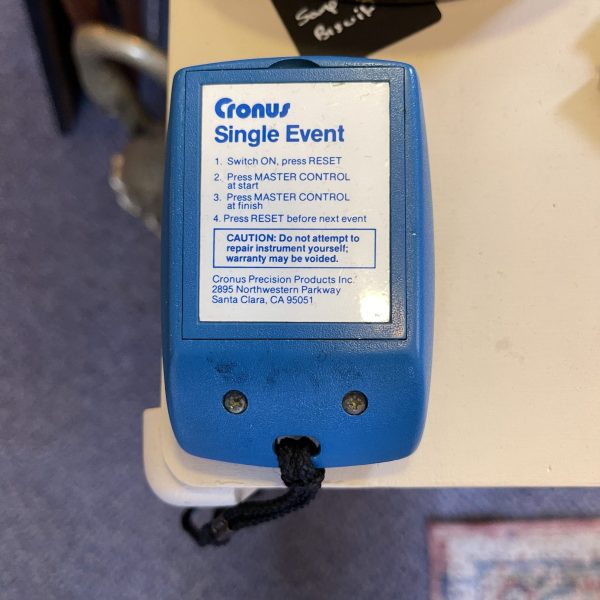 Soap
Biscuit
Cronus
Single Event
1. Switch ON, press RESET
2. Press MASTER CONTROL
at start
3. Press MASTER CONTROL
at finish
4. Press RESET before next event
CAUTION: Do not attempt to
repair instrument yourself;
warranty may be voided.
Cronus Precision Products Inc.
2895 Northwestern Parkway
Santa Clara, CA 95051